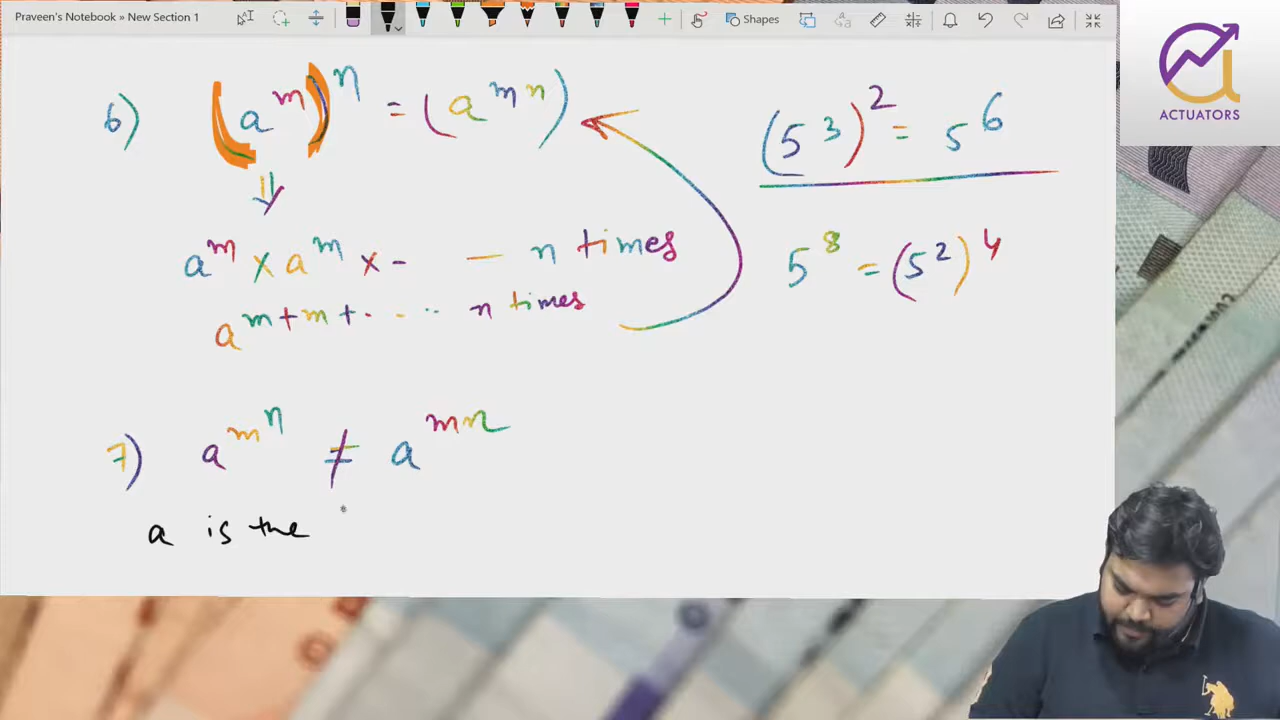 Praveen's Notebook » New Section 1
Shapes
ACTUATORS
6) (a^m)^n = (a^mn)
(5^3)^2 = 5^6
a^m × a^m × - — n times
5^8 = (5^2)^4
a^m+m+.... n times
7) a^m^n ≠ a^mn
a is the